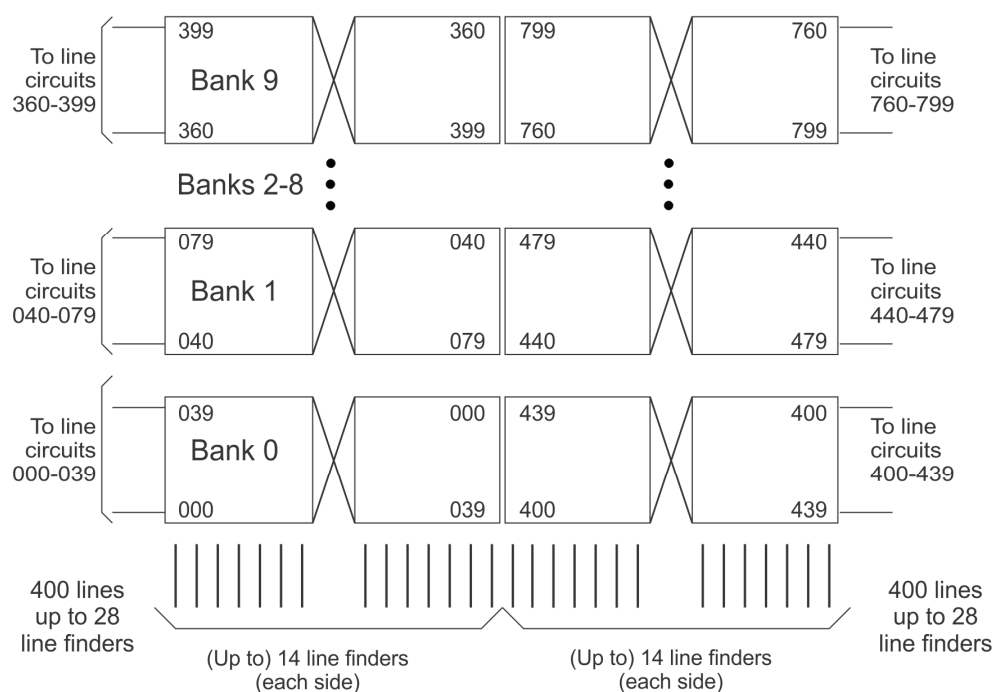 To line
circuits
360-399
399
Bank 9
360
360
399
799
760
760
799
To line
circuits
760-799
Banks 2-8
To line
circuits
040-079
079
Bank 1
040
040
079
479
440
440
479
To line
circuits
440-479
To line
circuits
000-039
039
Bank 0
000
000
039
439
400
400
439
To line
circuits
400-439
400 lines
up to 28
line finders
(Up to) 14 line finders
(each side)
(Up to) 14 line finders
(each side)
400 lines
up to 28
line finders